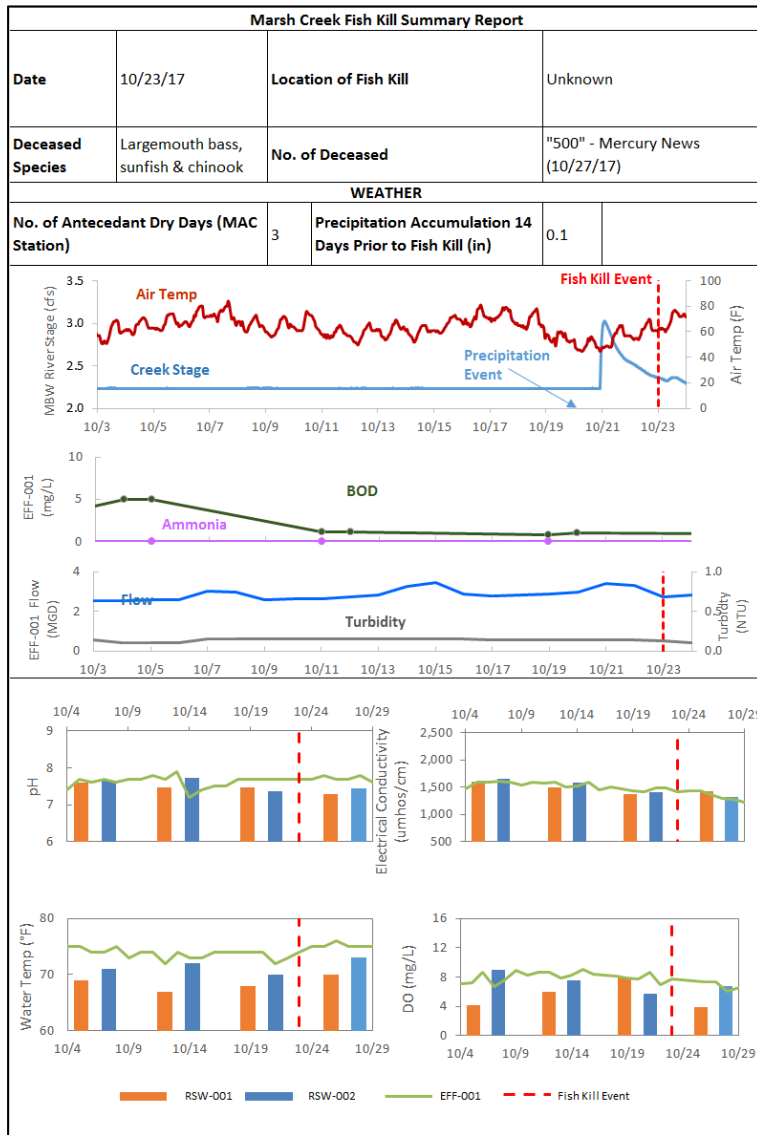 Marsh Creek Fish Kill Summary Report
Date 10/23/17 Location of Fish Kill Unknown
Deceased Species Largemouth bass, sunfish & chinook No. of Deceased "500" - Mercury News (10/27/17)
WEATHER
No. of Antecedant Dry Days (MAC Station) 3 Precipitation Accumulation 14 Days Prior to Fish Kill (in) 0.1
MBW River Stage (cfs)
3.5
3.0
2.5
2.0
Air Temp
Creek Stage
Precipitation Event
Fish Kill Event
100
80
60
40
20
0
Air Temp (F)
10/3 10/5 10/7 10/9 10/11 10/13 10/15 10/17 10/19 10/21 10/23
EFF-001 (mg/L)
10
5
0
BOD
Ammonia
EFF-001 Flow (MGD)
4
2
0
Flow
Turbidity
1.0
0.5
0.0
Turbidty (NTU)
10/3 10/5 10/7 10/9 10/11 10/13 10/15 10/17 10/19 10/21 10/23
10/4 10/9 10/14 10/19 10/24 10/29
pH
9
8
7
6
10/4 10/9 10/14 10/19 10/24 10/29
Electrical Conductivity (umhos/cm)
2,500
2,000
1,500
1,000
500
Water Temp (°F)
80
70
60
10/4 10/9 10/14 10/19 10/24 10/29
DO (mg/L)
16
12
8
4
0
10/4 10/9 10/14 10/19 10/24 10/29
RSW-001 RSW-002 EFF-001 Fish Kill Event